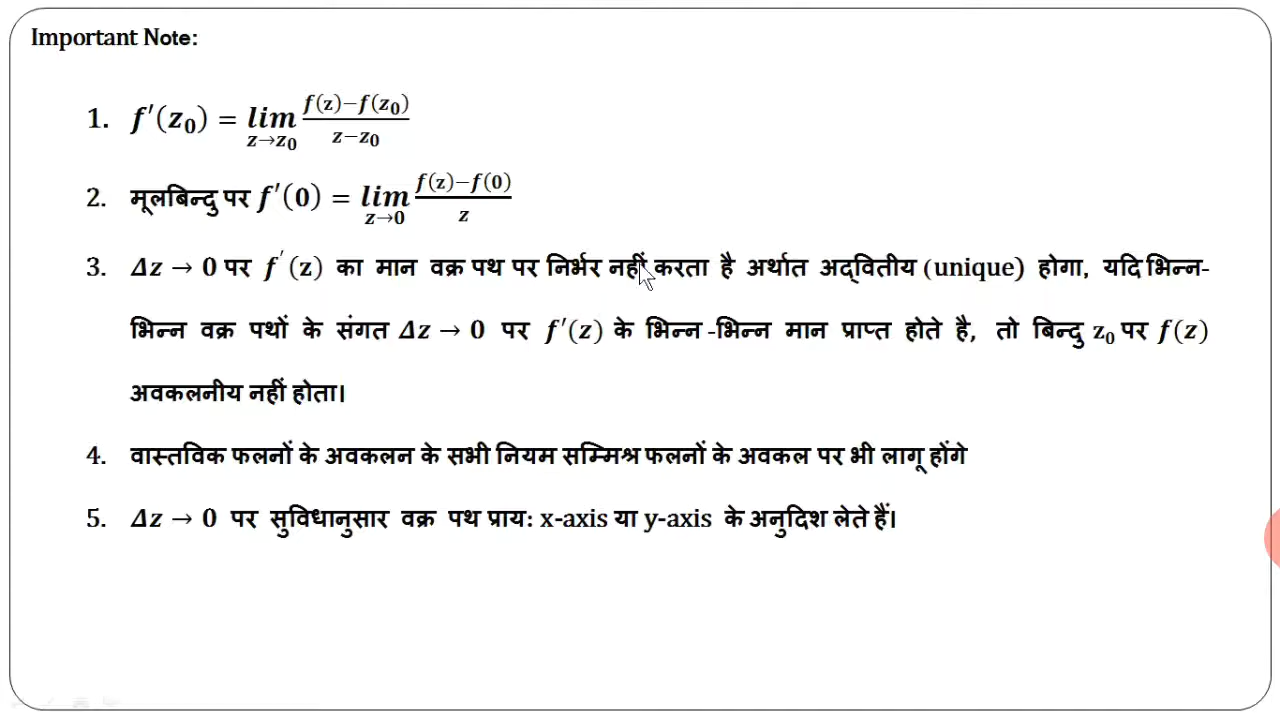 Important Note:
1. f′(z₀) = lim_{z→z₀} \frac{f(z)−f(z₀)}{z−z₀}
2. मूलबिन्दु पर f′(0) = lim_{z→0} \frac{f(z)−f(0)}{z}
3. Δz → 0 पर f′(z) का मान वक्र पथ पर निर्भर नहीं करता है अर्थात अद्वितीय (unique) होगा, यदि भिन्न-
भिन्न वक्र पथों के संगत Δz → 0 पर f′(z) के भिन्न -भिन्न मान प्राप्त होते है, तो बिन्दु z₀ पर f(z)
अवकलनीय नहीं होता।
4. वास्तविक फलनों के अवकलन के सभी नियम सम्मिश्र फलनों के अवकल पर भी लागू होंगे
5. Δz → 0 पर सुविधानुसार वक्र पथ प्राय: x-axis या y-axis के अनुदिश लेते हैं।